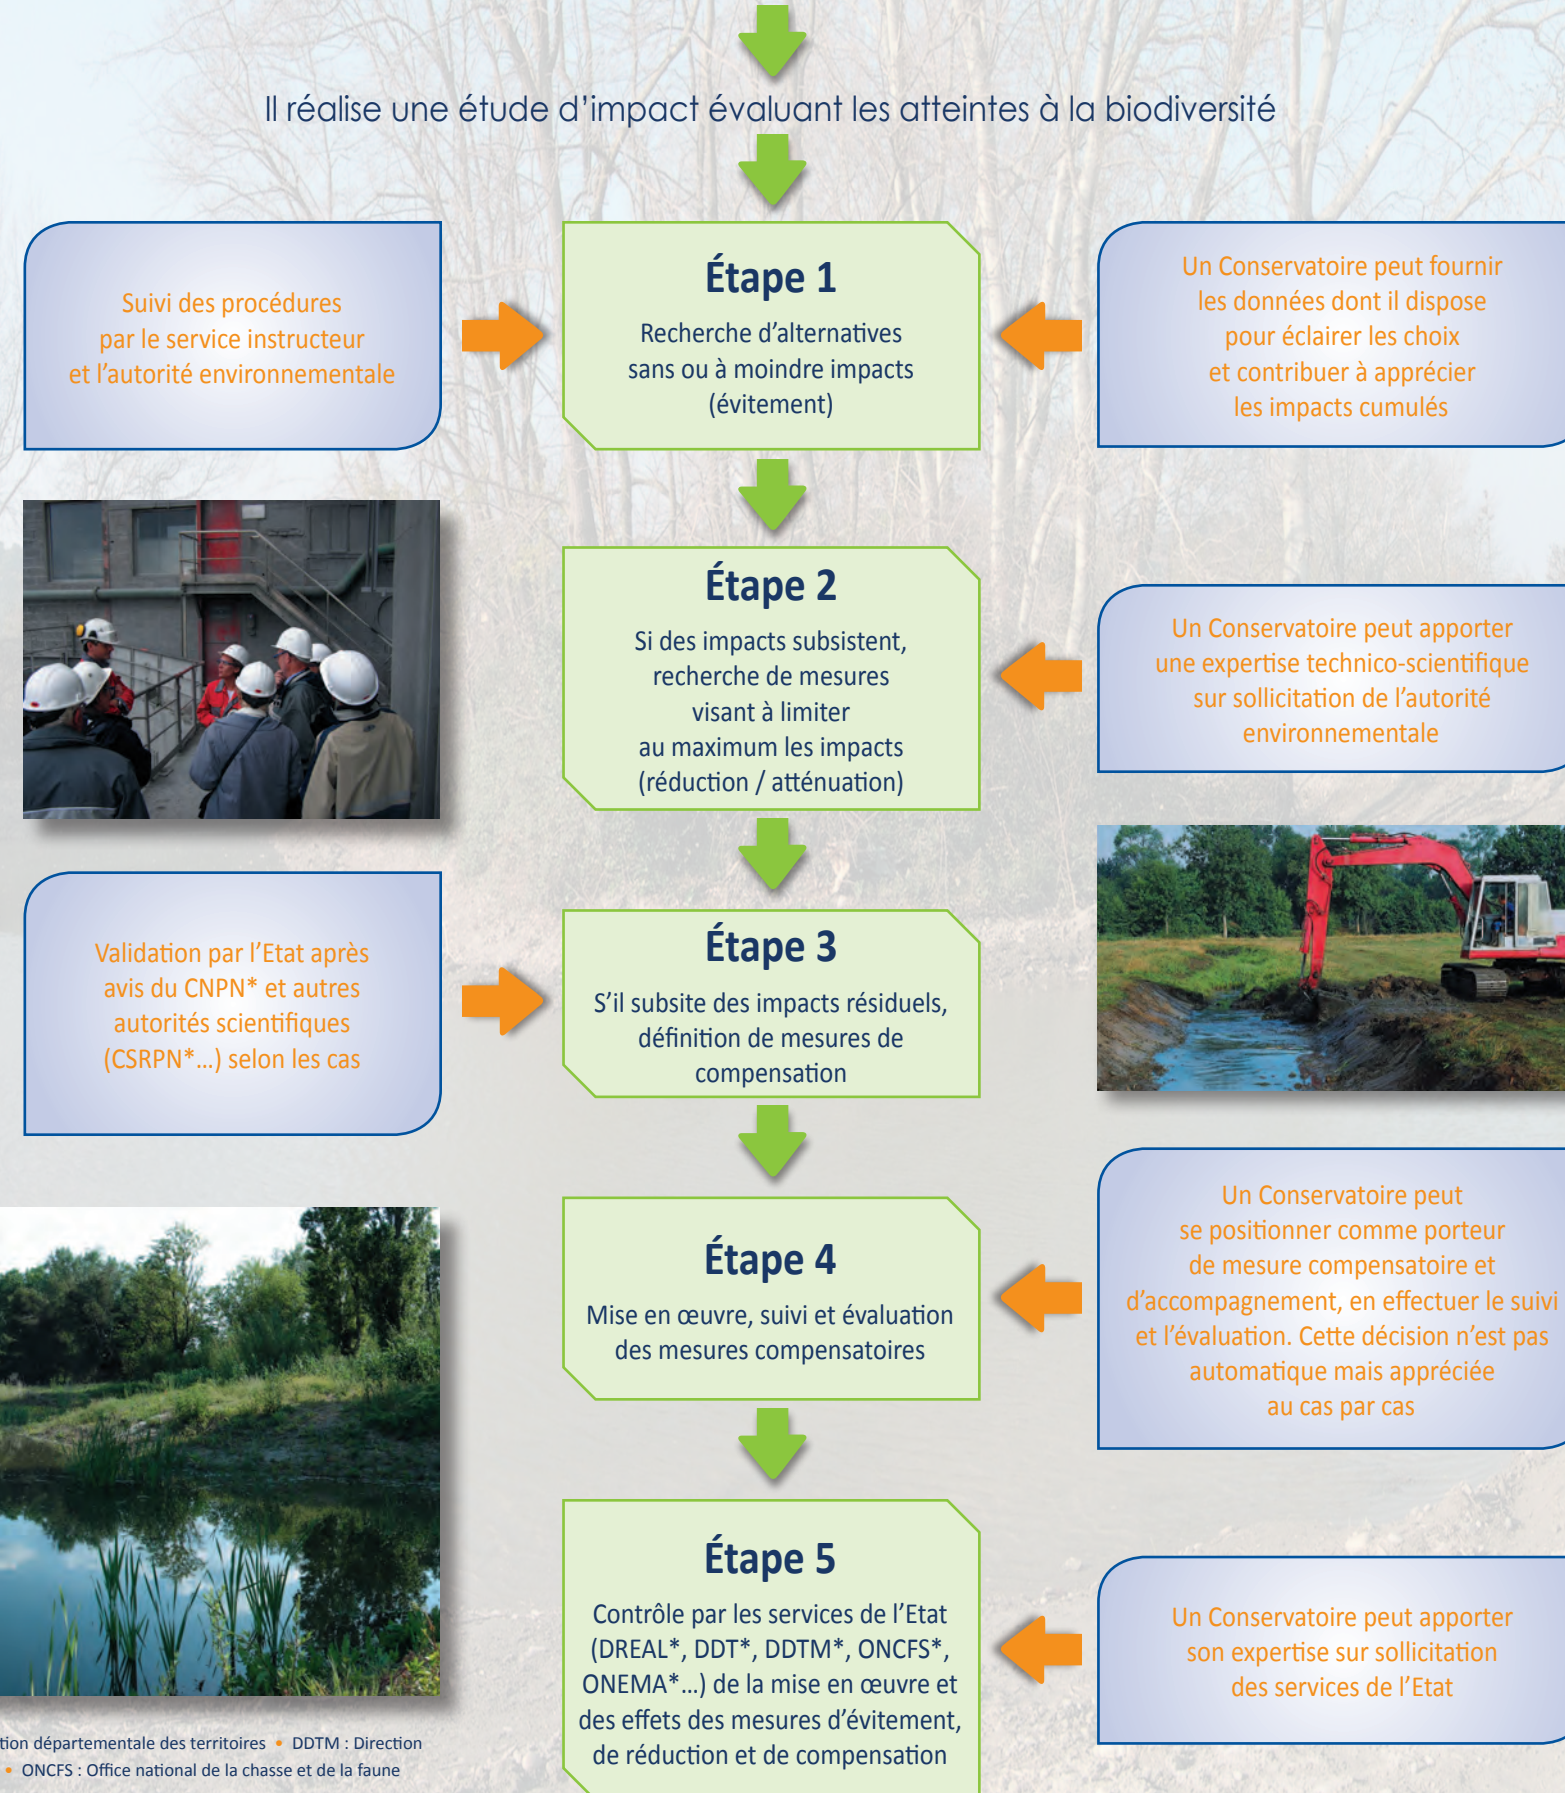 Il réalise une étude d'impact évaluant les atteintes à la biodiversité
Suivi des procédures
par le service instructeur
et l'autorité environnementale
Étape 1
Recherche d'alternatives
sans ou à moindre impacts
(évitement)
Un Conservatoire peut fournir
les données dont il dispose
pour éclairer les choix
et contribuer à apprécier
les impacts cumulés
Étape 2
Si des impacts subsistent,
recherche de mesures
visant à limiter
au maximum les impacts
(réduction / atténuation)
Un Conservatoire peut apporter
une expertise technico-scientifique
sur sollicitation de l'autorité
environnementale
Validation par l'Etat après
avis du CNPN* et autres
autorités scientifiques
(CSRPN*...) selon les cas
Étape 3
S'il subsite des impacts résiduels,
définition de mesures de
compensation
Étape 4
Mise en œuvre, suivi et évaluation
des mesures compensatoires
Un Conservatoire peut
se positionner comme porteur
de mesure compensatoire et
d'accompagnement, en effectuer le suivi
et l'évaluation. Cette décision n'est pas
automatique mais appréciée
au cas par cas
Étape 5
Contrôle par les services de l'Etat
(DREAL*, DDT*, DDTM*, ONCFS*,
ONEMA*...) de la mise en œuvre et
des effets des mesures d'évitement,
de réduction et de compensation
Un Conservatoire peut apporter
son expertise sur sollicitation
des services de l'Etat
tion départementale des territoires • DDTM : Direction
• ONCFS : Office national de la chasse et de la faune